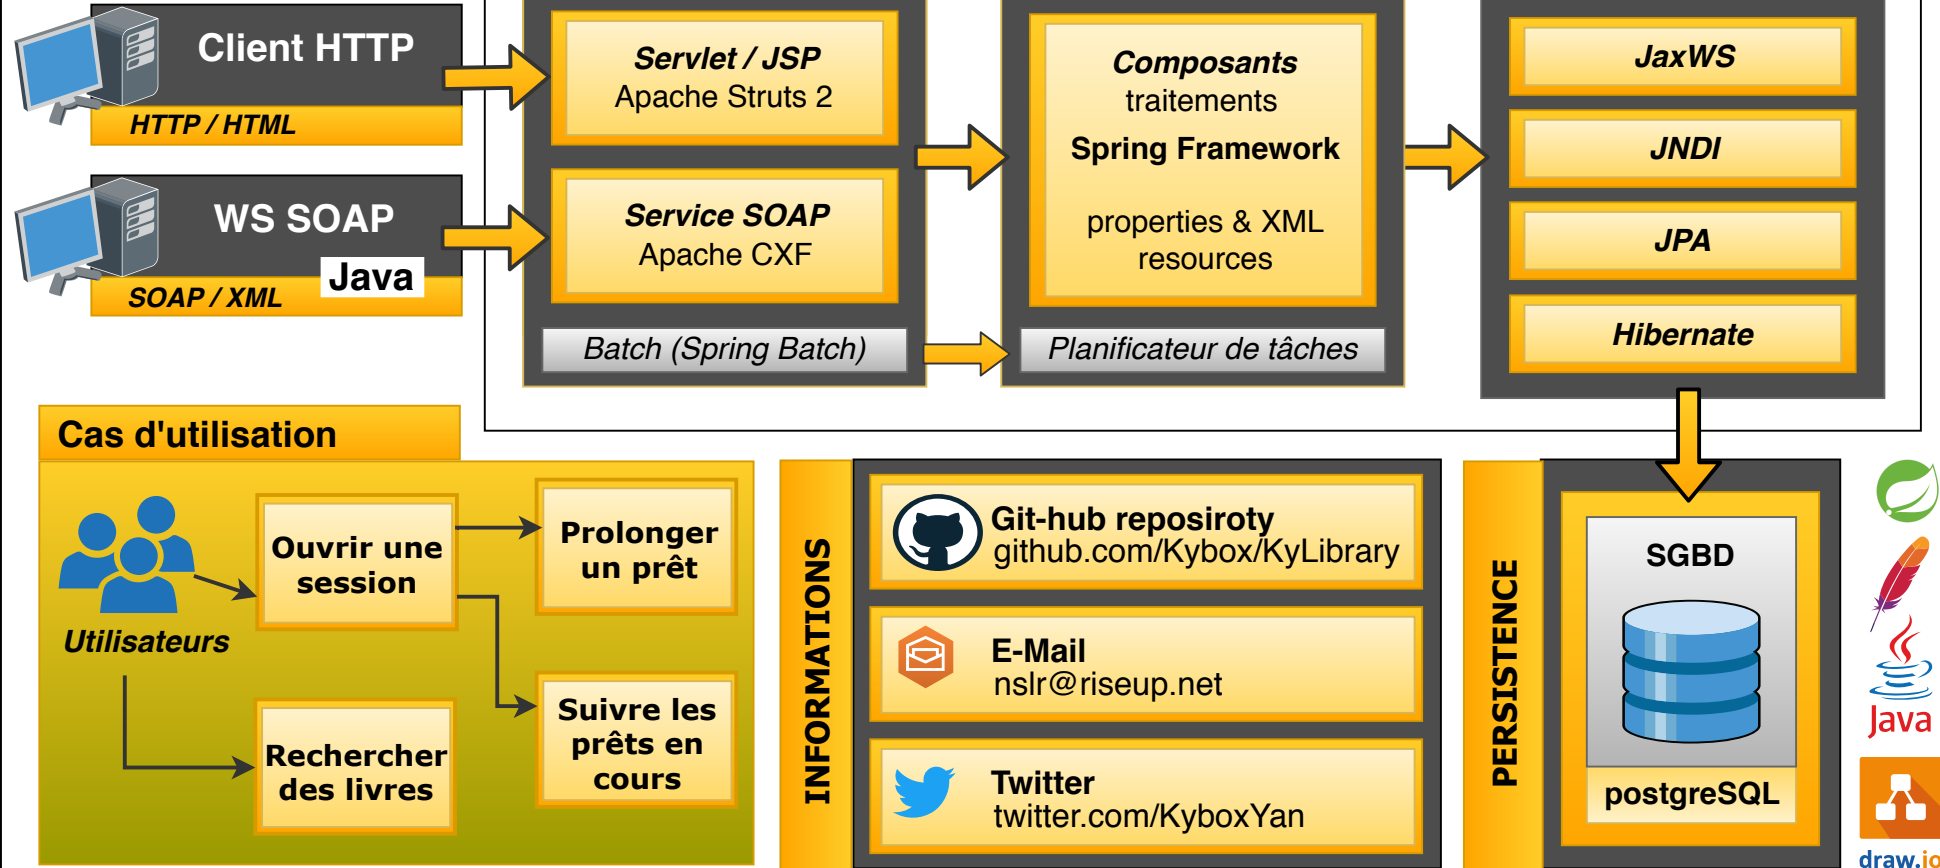 Client HTTP
HTTP / HTML
WS SOAP
Java
SOAP / XML
Servlet / JSP
Apache Struts 2
Service SOAP
Apache CXF
Batch (Spring Batch)
Composants
traitements
Spring Framework
properties & XML
resources
Planificateur de tâches
JaxWS
JNDI
JPA
Hibernate
Cas d'utilisation
Utilisateurs
Ouvrir une
session
Prolonger
un prêt
Suivre les
prêts en
cours
Rechercher
des livres
INFORMATIONS
Git-hub reposiroty
github.com/Kybox/KyLibrary
E-Mail
nslr@riseup.net
Twitter
twitter.com/KyboxYan
PERSISTENCE
SGBD
postgreSQL
Java
draw.io